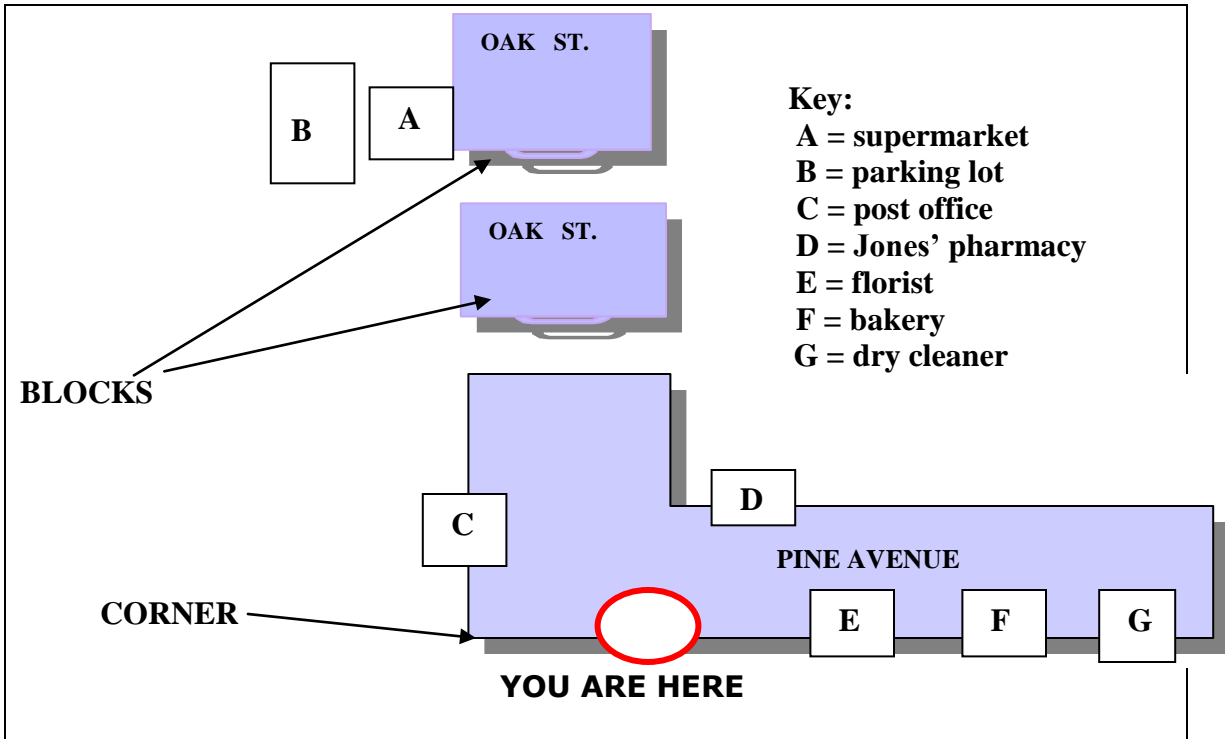 OAK ST.
B
A
Key:
A = supermarket
B = parking lot
C = post office
D = Jones’ pharmacy
E = florist
F = bakery
G = dry cleaner
OAK ST.
BLOCKS
C
D
PINE AVENUE
CORNER
E
F
G
YOU ARE HERE